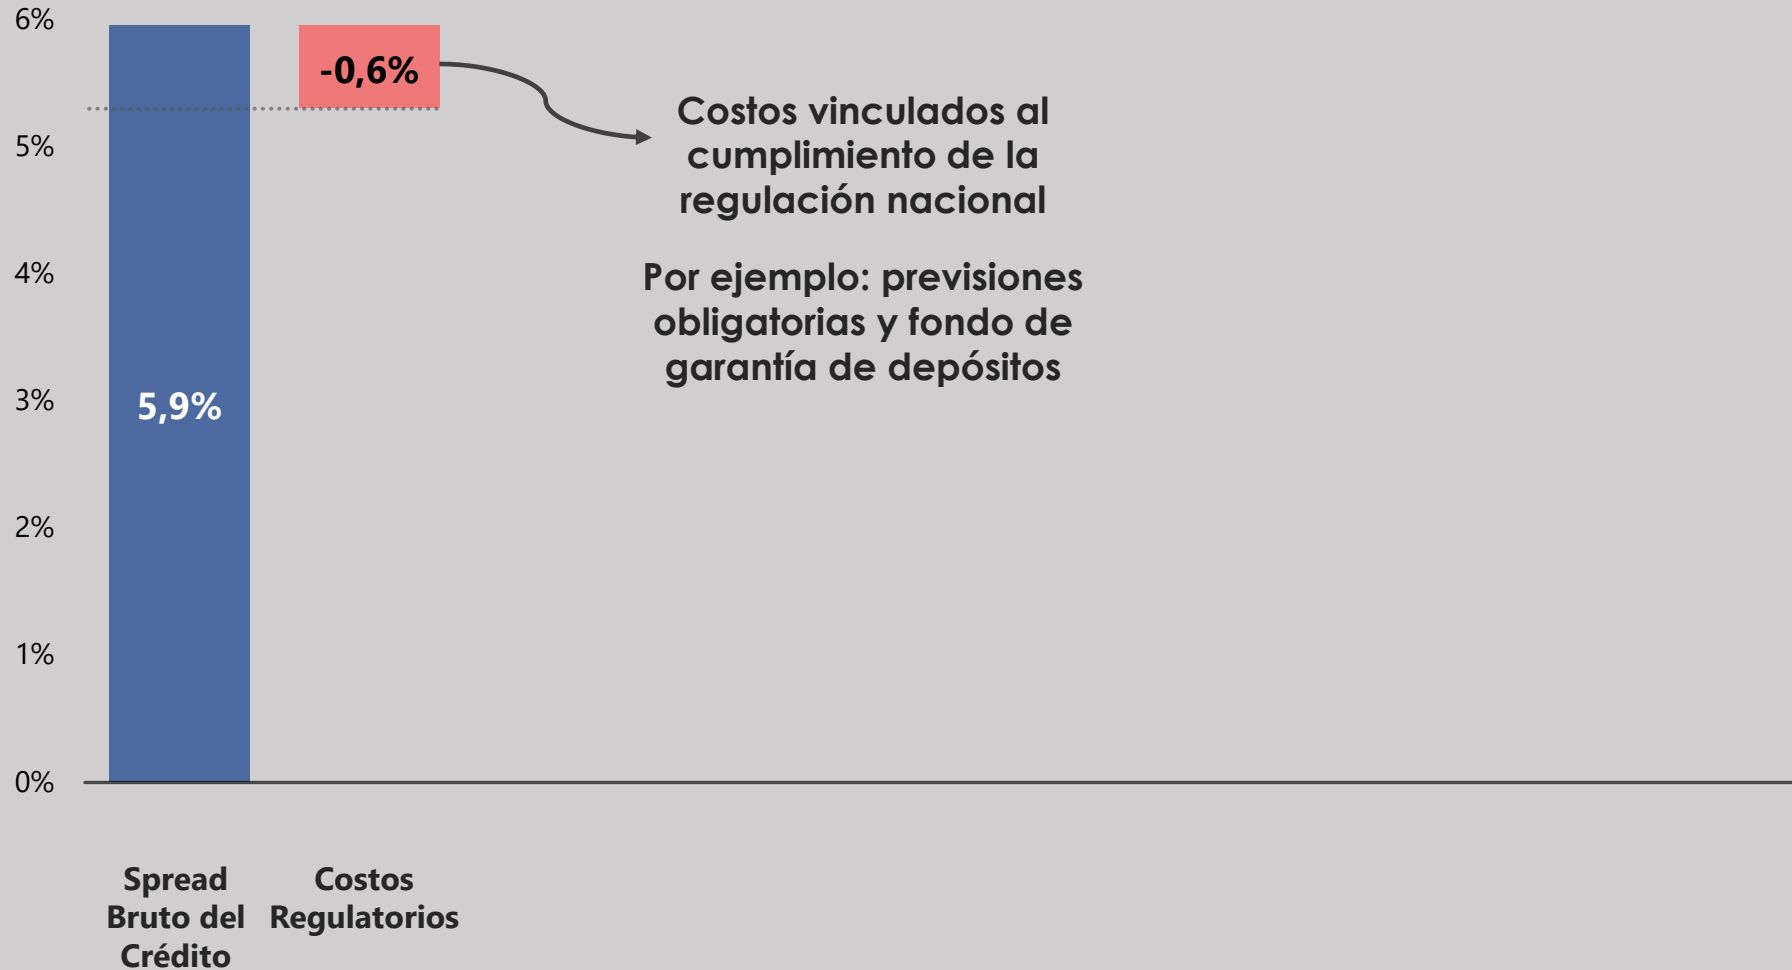 6%
5%
4%
3%
2%
1%
0%
5,9%
-0,6%
Costos vinculados al
cumplimiento de la
regulación nacional
Por ejemplo: previsiones
obligatorias y fondo de
garantía de depósitos
Spread
Bruto del
Crédito
Costos
Regulatorios